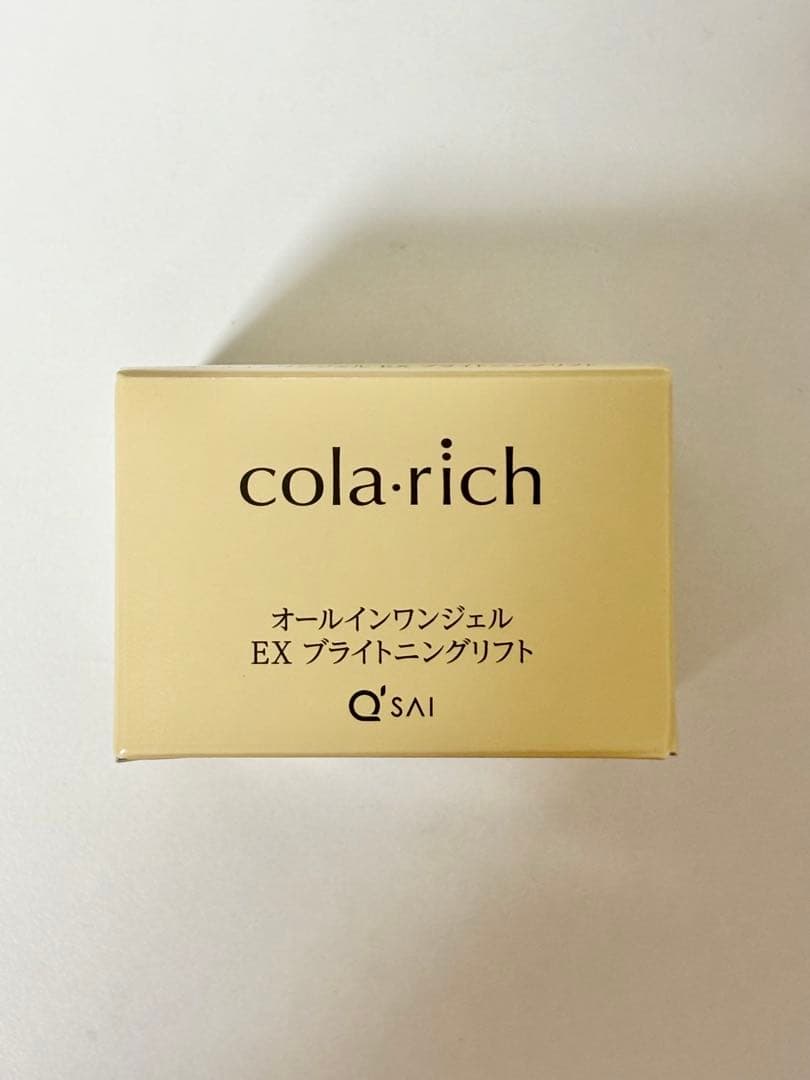 cola·rich
オールインワンジェル
EX ブライトニングリフト
Q'SAI